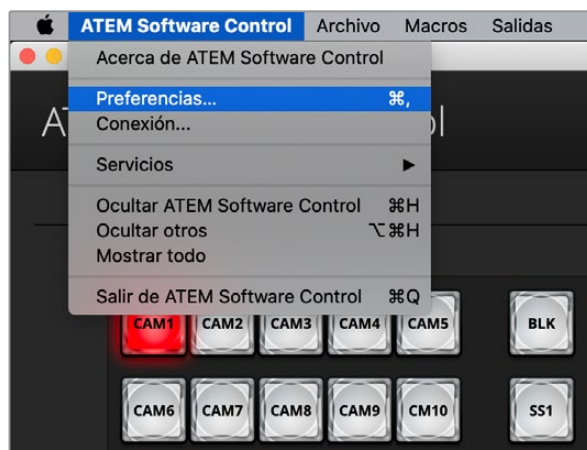 ATEM Software Control Archivo Macros Salidas
Acerca de ATEM Software Control
Preferencias... ⌘,
Conexión...
Servicios ▶
Ocultar ATEM Software Control ⌘H
Ocultar otros ⌥⌘H
Mostrar todo
Salir de ATEM Software Control ⌘Q
CAM1 CAM2 CAM3 CAM4 CAM5 BLK
CAM6 CAM7 CAM8 CAM9 CM10 SS1